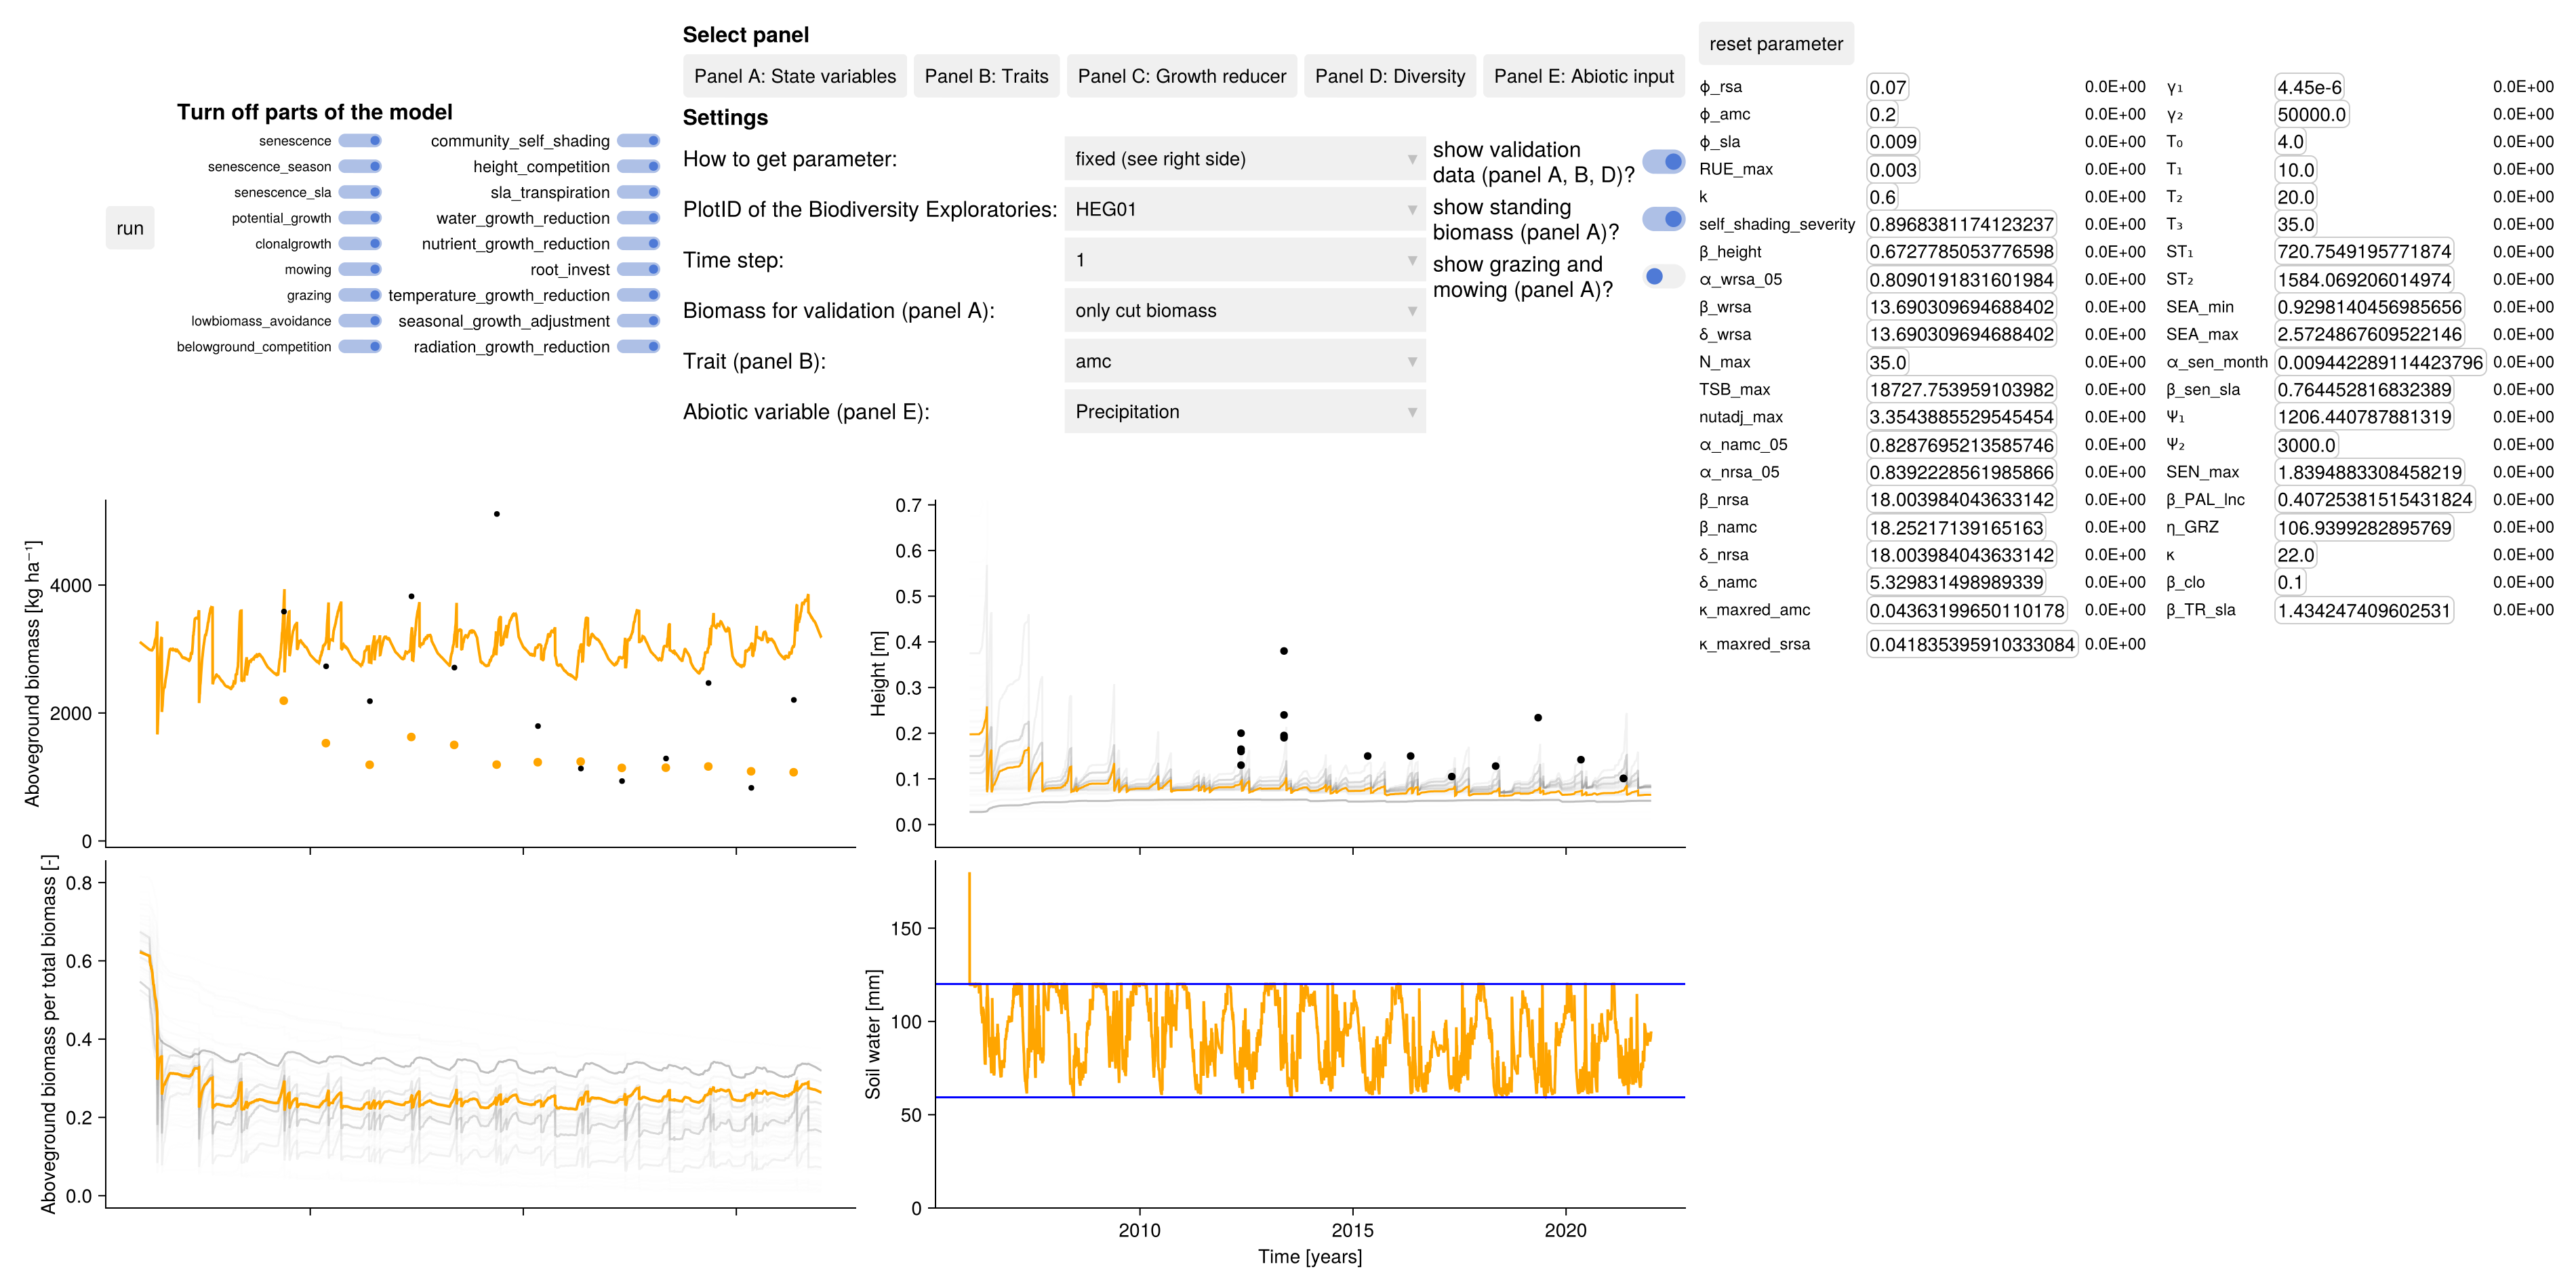 Select panel
Panel A: State variables
Panel B: Traits
Panel C: Growth reducer
Panel D: Diversity
Panel E: Abiotic input
Turn off parts of the model
run
senescence
senescence_season
senescence_sla
potential_growth
clonalgrowth
mowing
grazing
lowbiomass_avoidance
belowground_competition
community_self_shading
height_competition
sla_transpiration
water_growth_reduction
nutrient_growth_reduction
root_invest
temperature_growth_reduction
seasonal_growth_adjustment
radiation_growth_reduction
Settings
How to get parameter: fixed (see right side) ▼
PlotID of the Biodiversity Exploratories: HEG01 ▼
Time step: 1 ▼
Biomass for validation (panel A): only cut biomass ▼
Trait (panel B): amc ▼
Abiotic variable (panel E): Precipitation ▼
show validation
data (panel A, B, D)?
show standing
biomass (panel A)?
show grazing and
mowing (panel A)?
reset parameter
ϕ_rsa 0.07 0.0E+00 γ₁ 4.45e-6 0.0E+00
ϕ_amc 0.2 0.0E+00 γ₂ 50000.0 0.0E+00
ϕ_sla 0.009 0.0E+00 T₀ 4.0 0.0E+00
RUE_max 0.003 0.0E+00 T₁ 10.0 0.0E+00
k 0.6 0.0E+00 T₂ 20.0 0.0E+00
self_shading_severity 0.8968381174123237 0.0E+00 T₃ 35.0 0.0E+00
β_height 0.6727785053776598 0.0E+00 ST₁ 720.7549195771874 0.0E+00
α_wrsa_05 0.8090191831601984 0.0E+00 ST₂ 1584.069206014974 0.0E+00
β_wrsa 13.690309694688402 0.0E+00 SEA_min 0.9298140456985656 0.0E+00
δ_wrsa 13.690309694688402 0.0E+00 SEA_max 2.5724867609522146 0.0E+00
N_max 35.0 0.0E+00 α_sen_month 0.009442289114423796 0.0E+00
TSB_max 18727.753959103982 0.0E+00 β_sen_sla 0.764452816832389 0.0E+00
nutadj_max 3.3543885529545454 0.0E+00 Ψ₁ 1206.440787881319 0.0E+00
α_namc_05 0.8287695213585746 0.0E+00 Ψ₂ 3000.0 0.0E+00
α_nrsa_05 0.8392228561985866 0.0E+00 SEN_max 1.8394883308458219 0.0E+00
β_nrsa 18.003984043633142 0.0E+00 β_PAL_lnc 0.40725381515431824 0.0E+00
β_namc 18.25217139165163 0.0E+00 η_GRZ 106.9399282895769 0.0E+00
δ_nrsa 18.003984043633142 0.0E+00 κ 22.0 0.0E+00
δ_namc 5.329831498989339 0.0E+00 β_clo 0.1 0.0E+00
κ_maxred_amc 0.04363199650110178 0.0E+00 β_TR_sla 1.434247409602531 0.0E+00
κ_maxred_srsa 0.041835395910333084 0.0E+00
Aboveground biomass [kg ha⁻¹]
4000
2000
0
Height [m]
0.7
0.6
0.5
0.4
0.3
0.2
0.1
0.0
Aboveground biomass per total biomass [-]
0.8
0.6
0.4
0.2
0.0
Soil water [mm]
150
100
50
0
2010 2015 2020
Time [years]